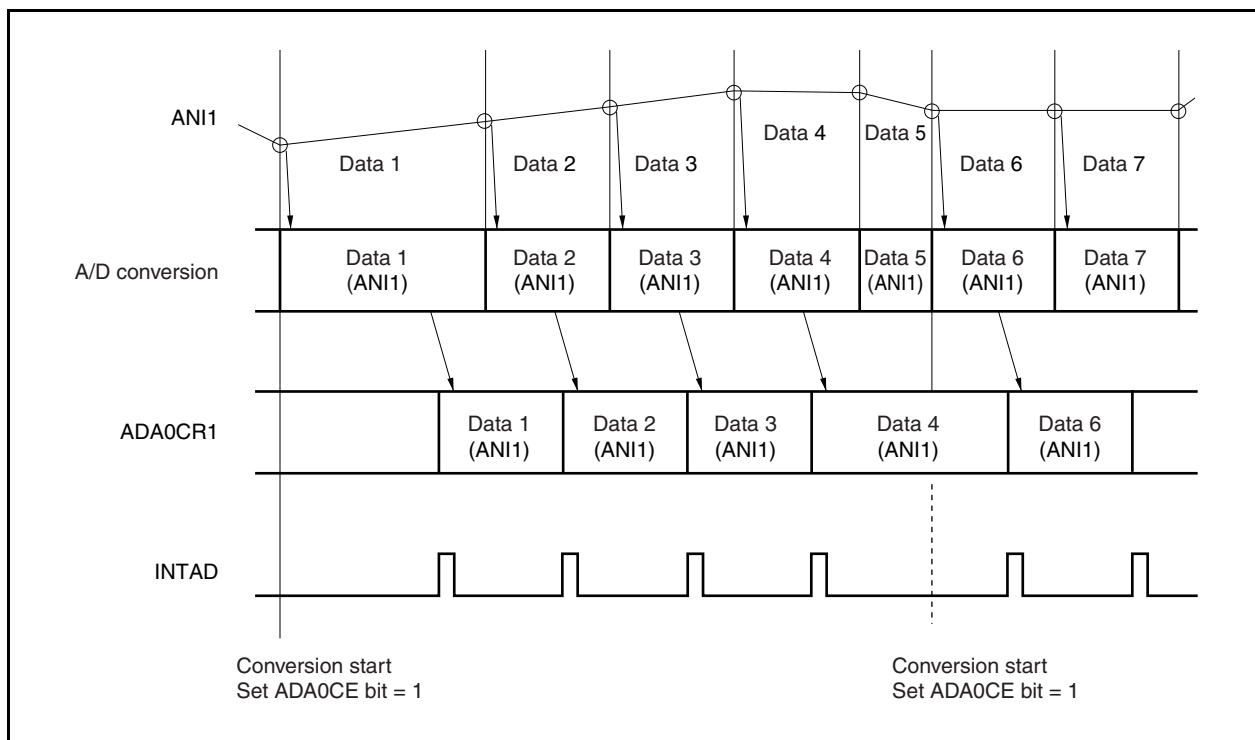 ANI1
Data 1
Data 2
Data 3
Data 4
Data 5
Data 6
Data 7
A/D conversion
Data 1
(ANI1)
Data 2
(ANI1)
Data 3
(ANI1)
Data 4
(ANI1)
Data 5
(ANI1)
Data 6
(ANI1)
Data 7
(ANI1)
ADA0CR1
Data 1
(ANI1)
Data 2
(ANI1)
Data 3
(ANI1)
Data 4
(ANI1)
Data 6
(ANI1)
INTAD
Conversion start
Set ADA0CE bit = 1
Conversion start
Set ADA0CE bit = 1